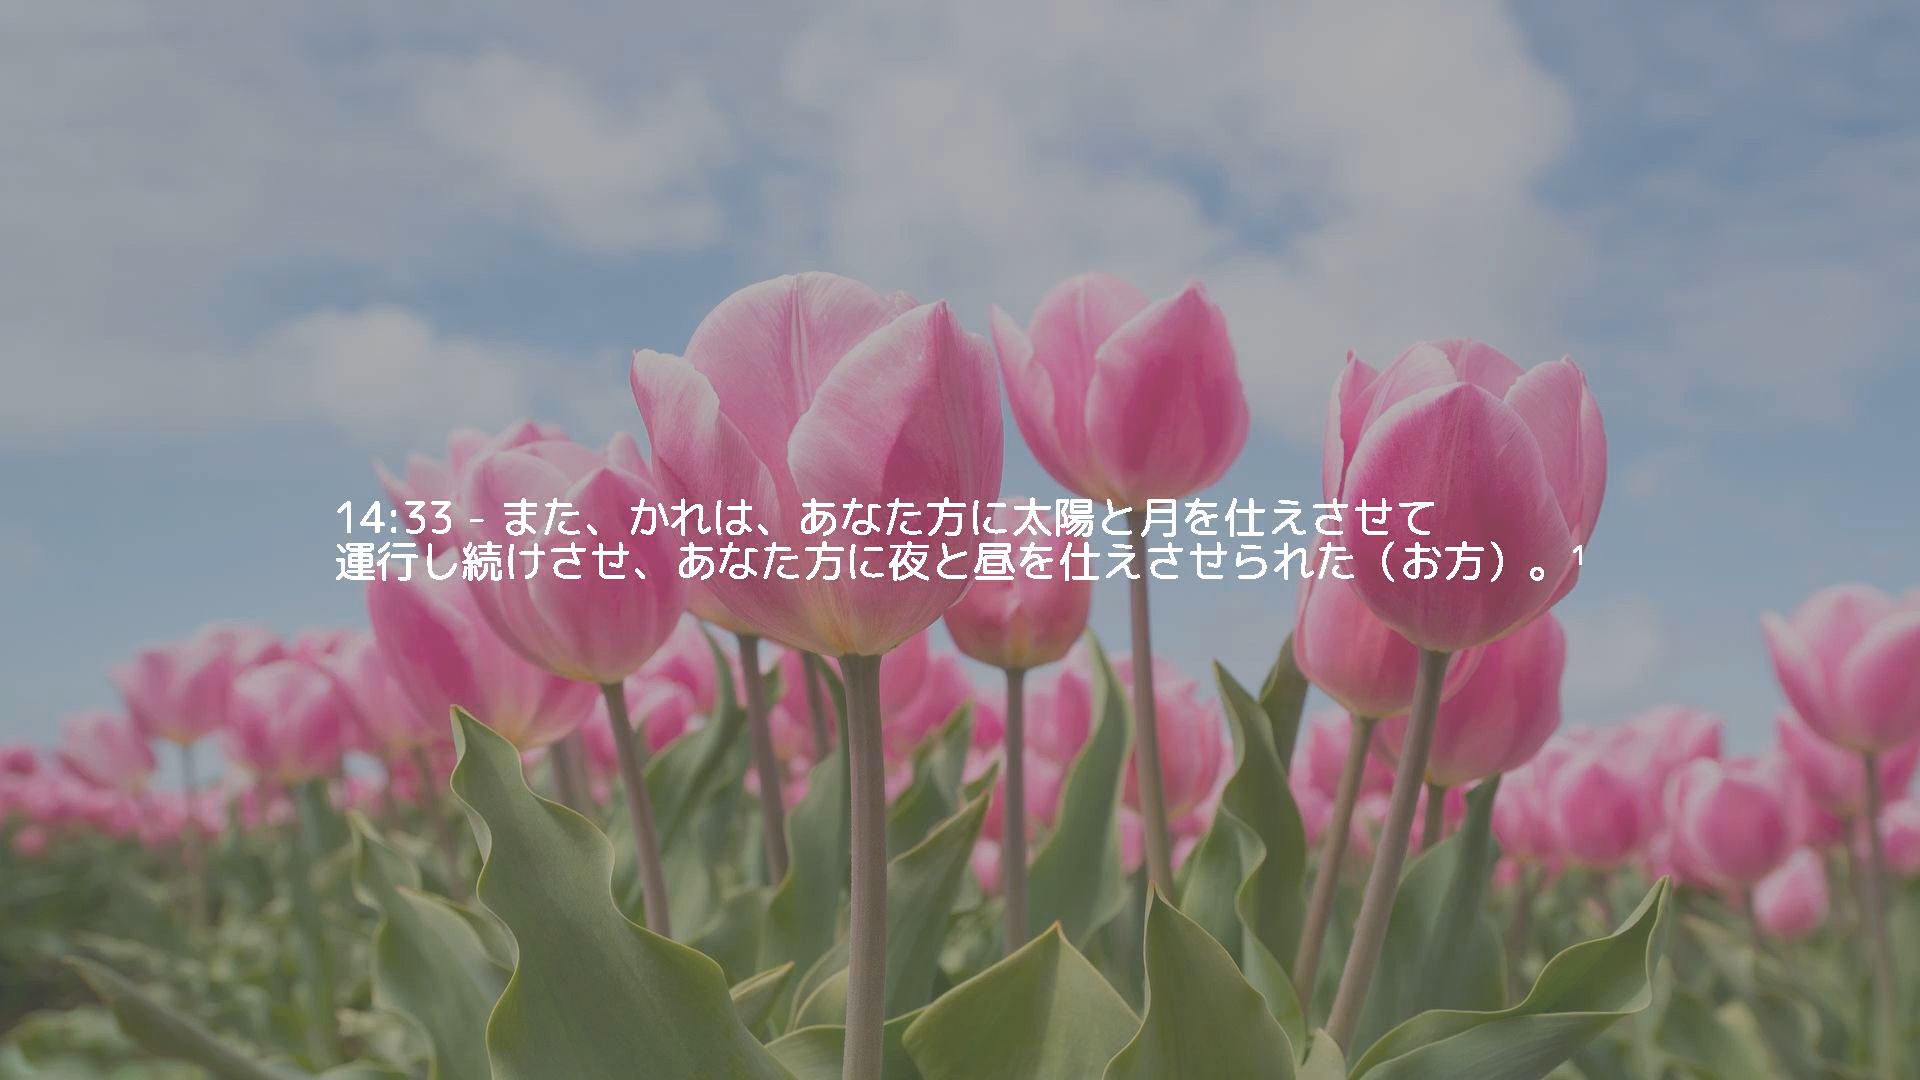 14:33 - また、かれは、あなた方に太陽と月を仕えさせて
運行し続けさせ、あなた方に夜と昼を仕えさせられた（お方）。¹